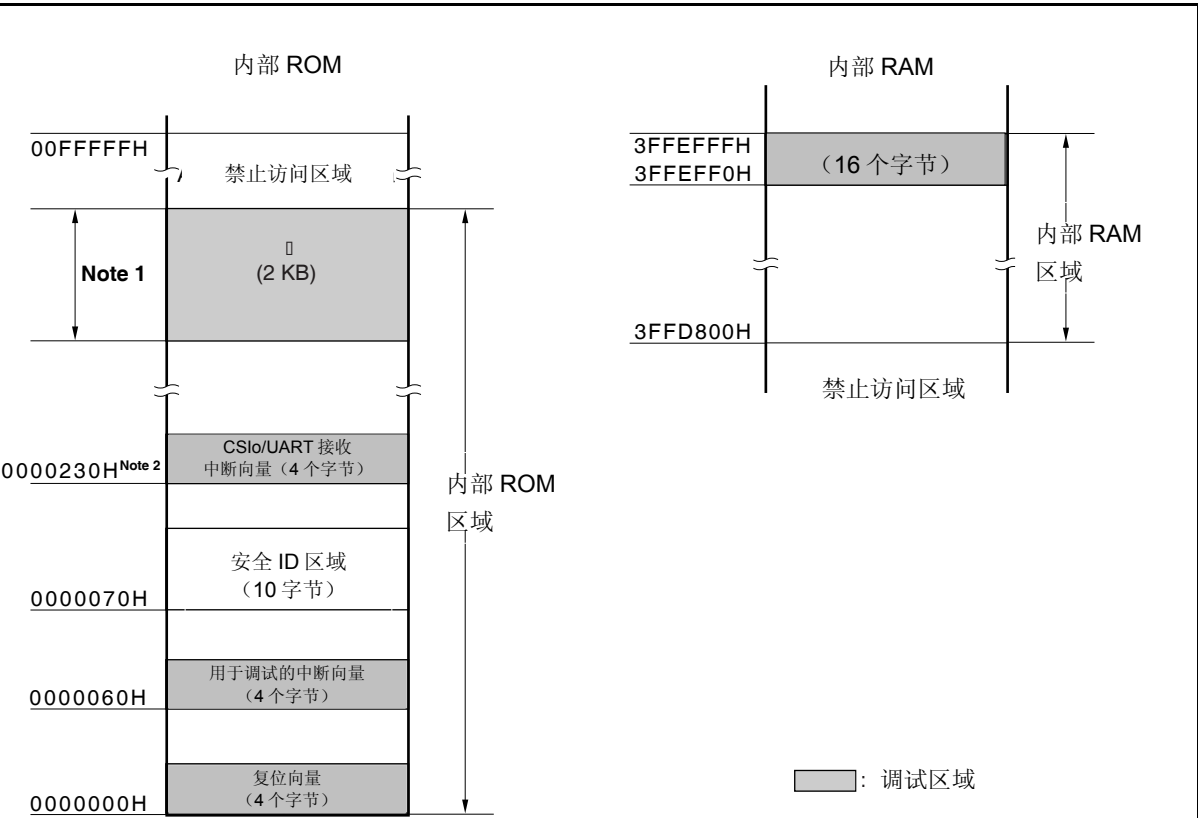 内部 ROM
00FFFFFH
禁止访问区域
Note 1
(2 KB)
0000230H Note 2
CSIo/UART 接收
中断向量（4 个字节）
内部 ROM
区域
安全 ID 区域
（10 字节）
0000070H
用于调试的中断向量
（4 个字节）
0000060H
复位向量
（4 个字节）
0000000H
内部 RAM
3FFEFFFH
3FFEFF0H
（16 个字节）
内部 RAM
区域
3FFD800H
禁止访问区域
: 调试区域